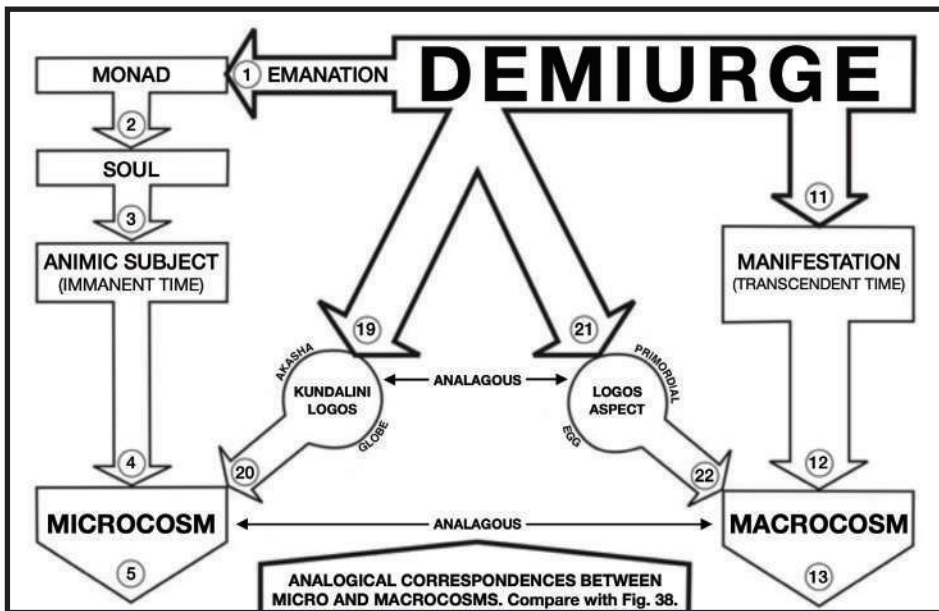 DEMIURGE
1
EMANATION
MONAD
2
SOUL
3
ANIMIC SUBJECT
(IMMANENT TIME)
4
MICROCOSM
5
19
AKASHA
KUNDALINI
LOGOS
GLOBE
20
21
PRIMORDIAL
LOGOS
ASPECT
EGG
22
ANALAGOUS
ANALAGOUS
11
MANIFESTATION
(TRANSCENDENT TIME)
12
MACROCOSM
13
ANALOGICAL CORRESPONDENCES BETWEEN
MICRO AND MACROCOSMS. Compare with Fig. 38.